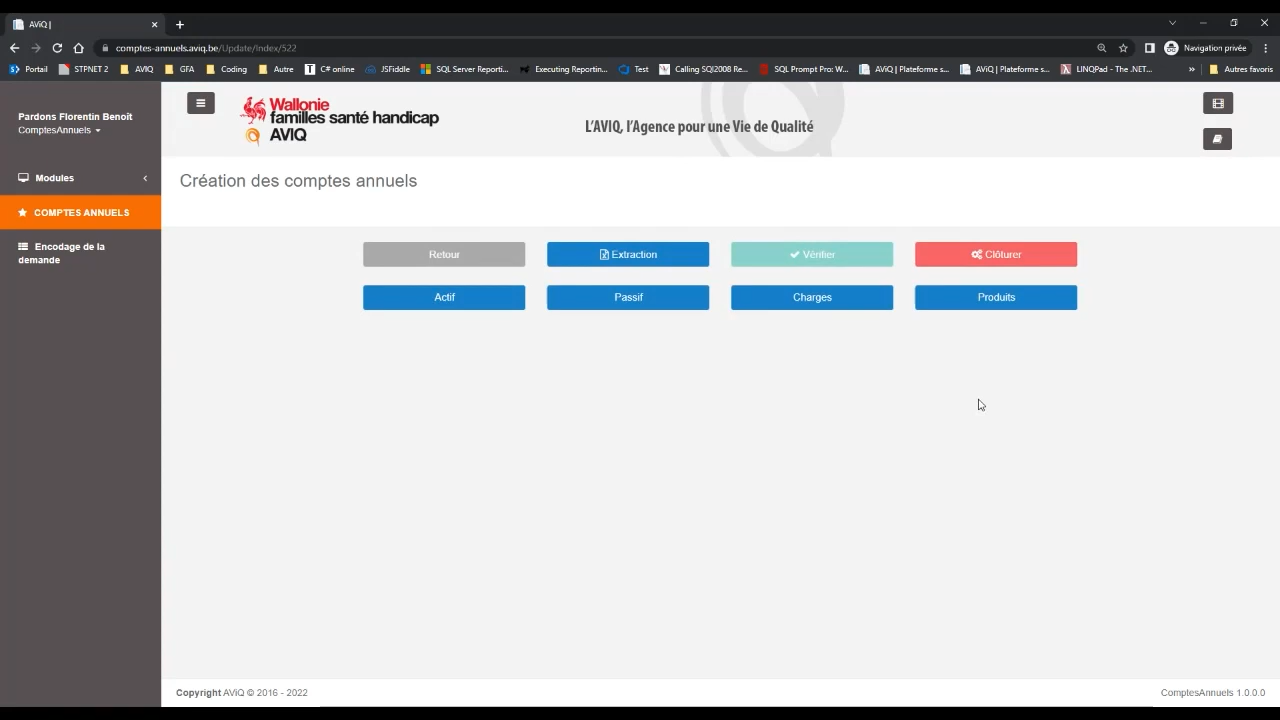 AViQ |
comptes-annuels.aviq.be/Update/Index/522
Navigation privée
Portail
STPNET 2
AVIQ
GFA
Coding
Autre
C# online
JSFiddle
SQL Server Reporti...
Executing Reportin...
Test
Calling SQl2008 Re...
SQL Prompt Pro: W...
AViQ | Plateforme s...
AViQ | Plateforme s...
LINQPad - The .NET...
»
Autres favoris
Pardons Florentin Benoit
ComptesAnnuels
Modules
COMPTES ANNUELS
Encodage de la
demande
Wallonie
familles santé handicap
AVIQ
L'AVIQ, l'Agence pour une Vie de Qualité
Création des comptes annuels
Retour
Extraction
Vérifier
Clôturer
Actif
Passif
Charges
Produits
Copyright AViQ © 2016 - 2022
ComptesAnnuels 1.0.0.0